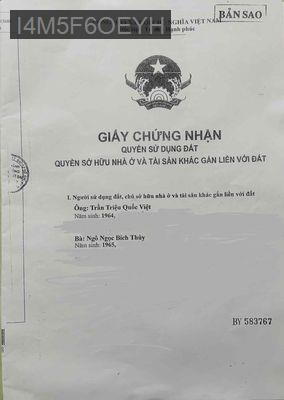 I4M5F6OEYH
NGHĨA VIỆT NAM
BẢN SAO
Hạnh phúc
GIẤY CHỨNG NHẬN
QUYỀN SỬ DỤNG ĐẤT
QUYỀN SỞ HỮU NHÀ Ở VÀ TÀI SẢN KHÁC GẮN LIỀN VỚI ĐẤT
I. Người sử dụng đất, chủ sở hữu nhà ở và tài sản khác gắn liền với đất
Ông: Trần Triệu Quốc Việt
Năm sinh: 1964,
Bà: Ngô Ngọc Bích Thủy
Năm sinh: 1965,
BY 583767